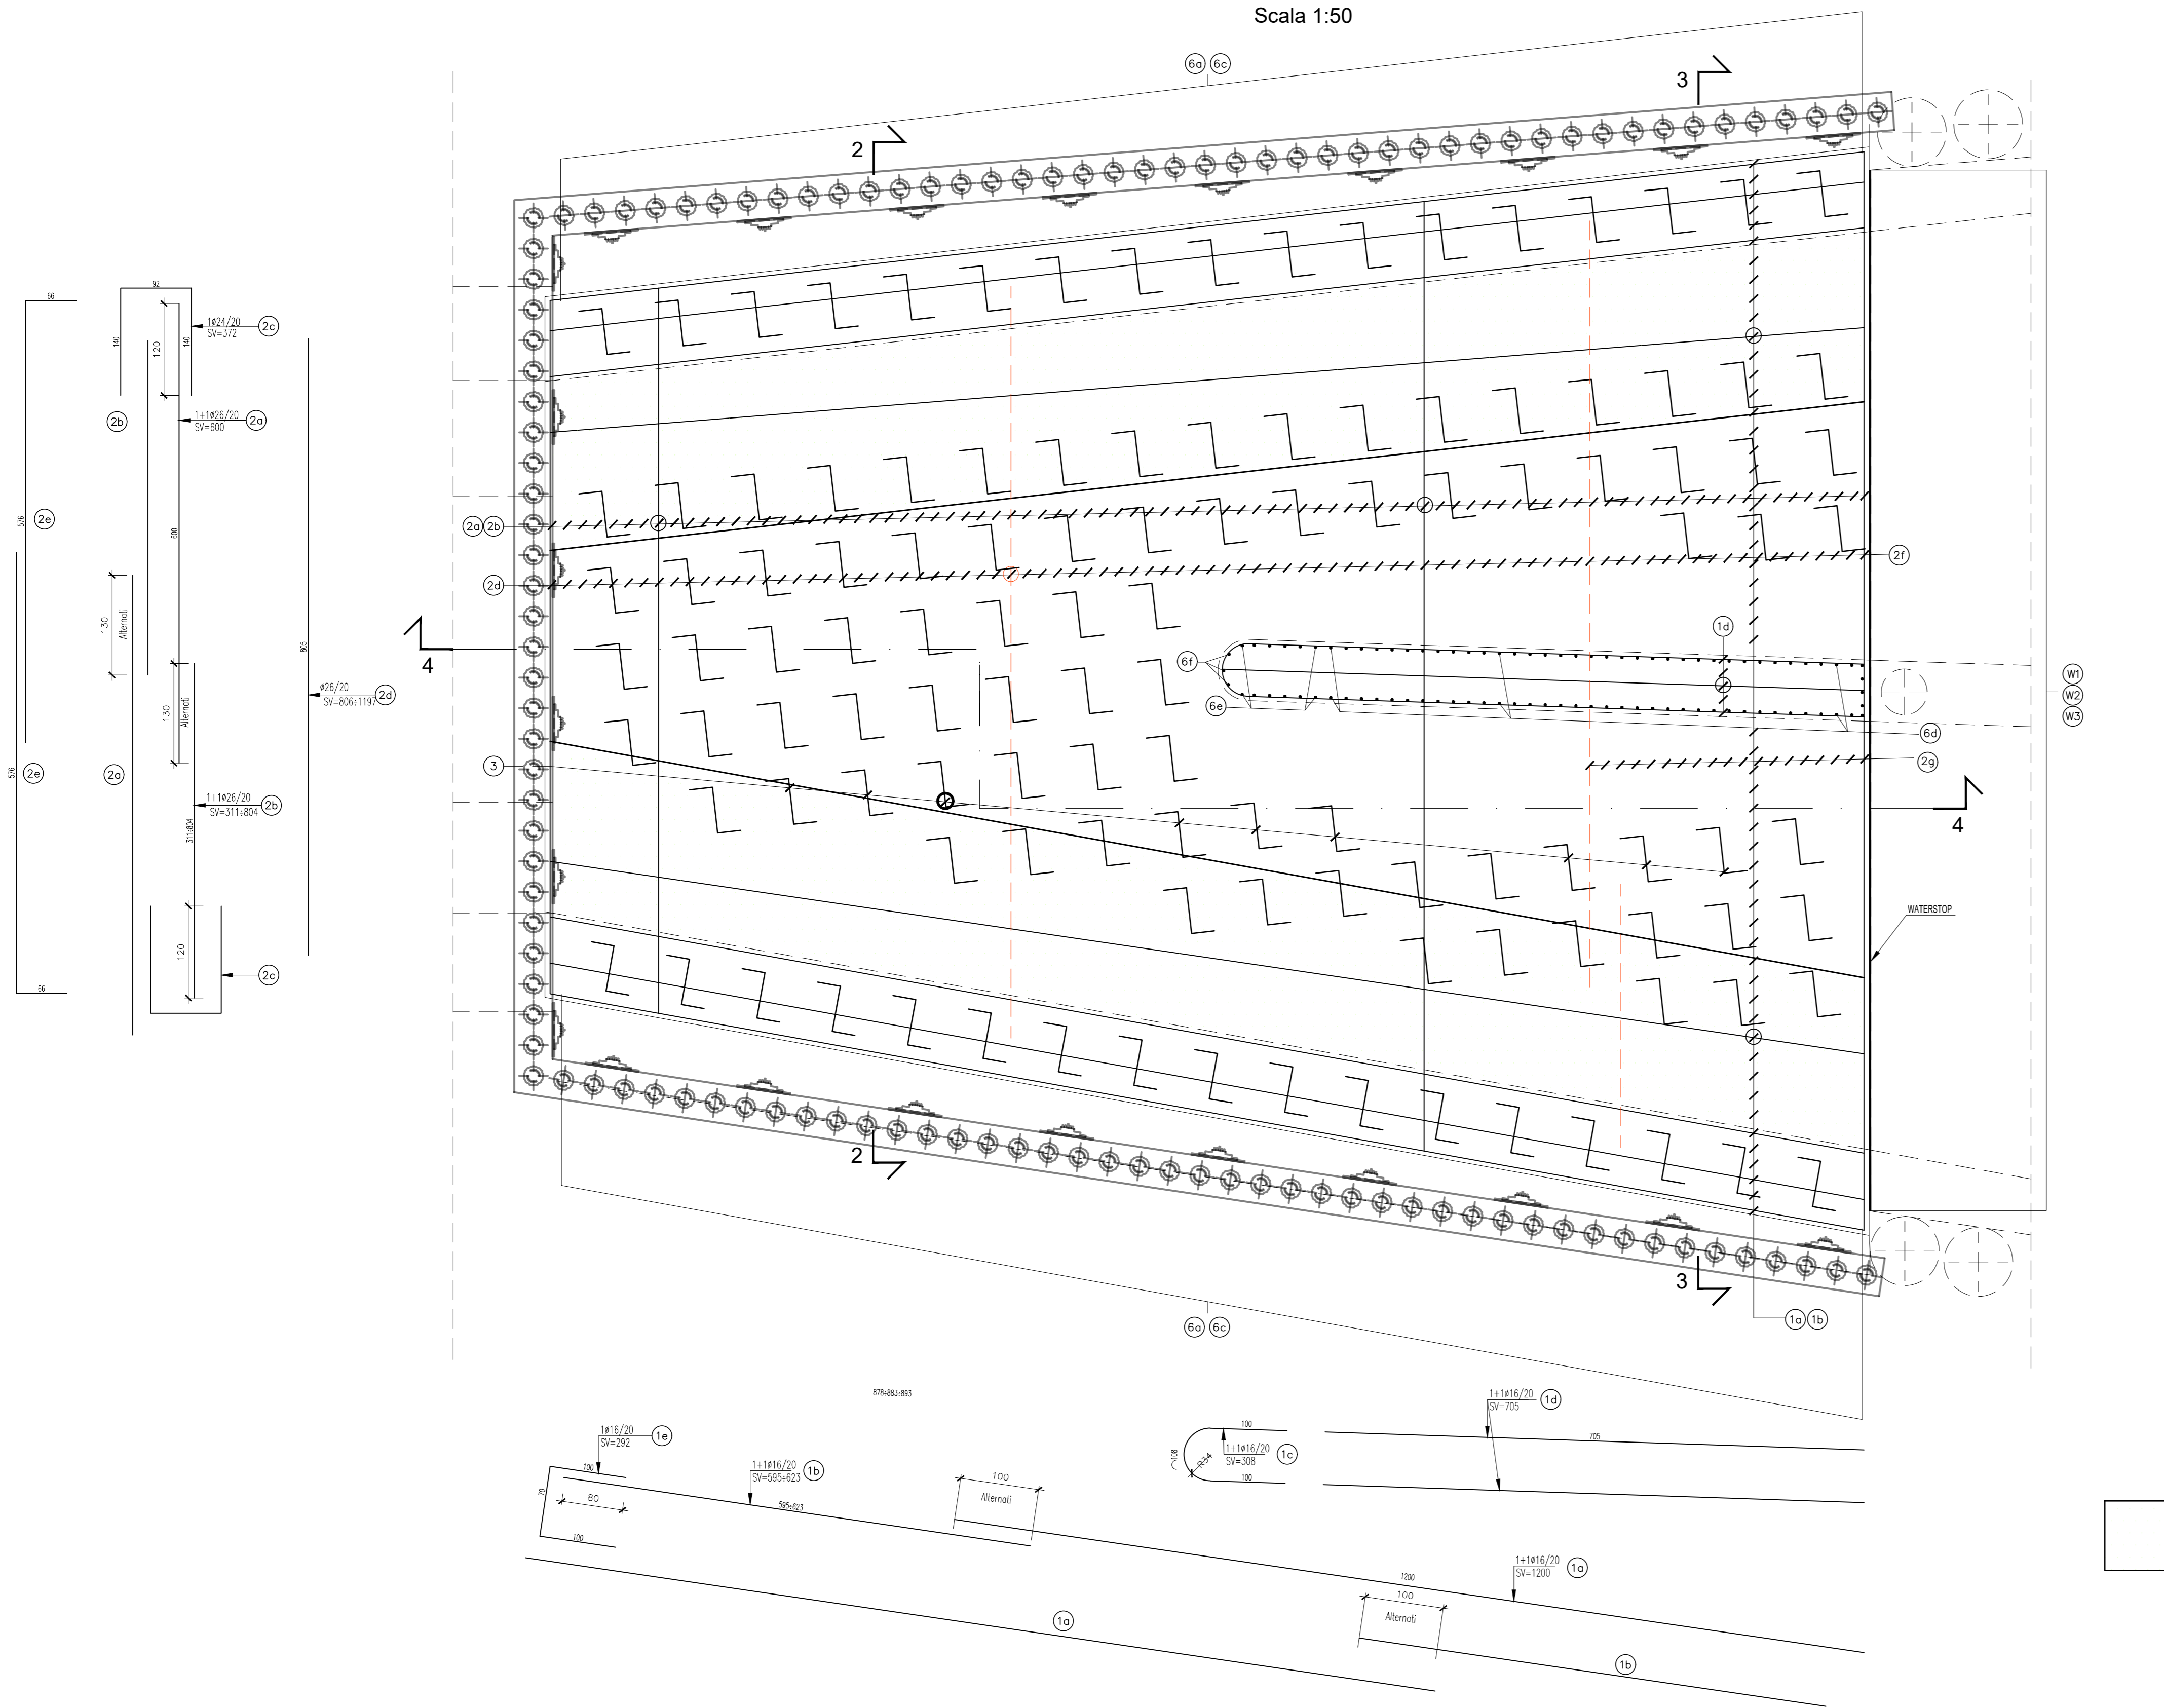 Scala 1:50
6a 6c
3
2
66
92
140
120
140
1ø24/20
SV=372
2c
2b
1+1ø26/20
SV=600
2a
576
2e
600
2a 2b
2f
2d
130
Alternati
1d
4
805
6f
W1
W2
W3
ø26/20
SV=806÷1197
2d
130
Alternati
6e
6d
3
2g
576
2e
2a
1+1ø26/20
SV=311÷804
2b
311÷804
4
WATERSTOP
120
2c
66
2
3
6a 6c
1a 1b
878÷883÷893
1+1ø16/20
SV=705
1d
1ø16/20
SV=292
1e
100
705
108
R34
1+1ø16/20
SV=308
1c
100
1+1ø16/20
SV=595÷623
1b
100
70
80
595÷623
100
Alternati
100
1+1ø16/20
SV=1200
1a
1200
100
Alternati
1a
1b